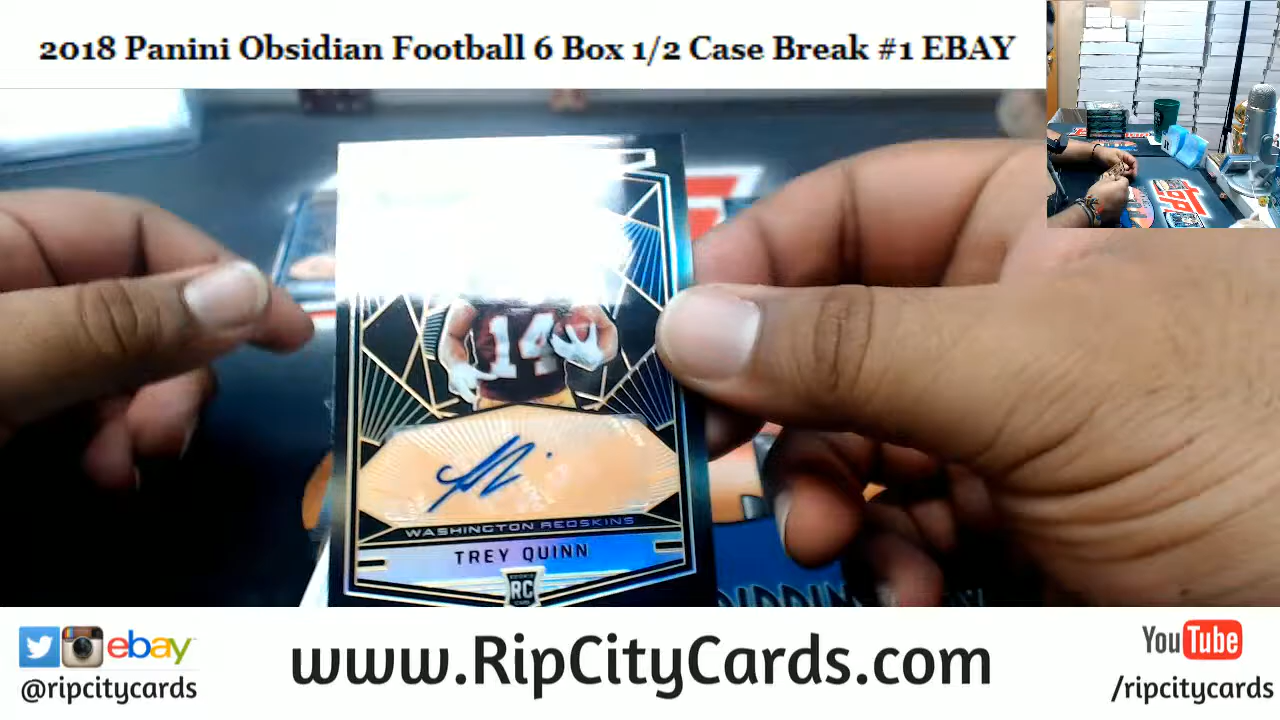 2018 Panini Obsidian Football 6 Box 1/2 Case Break #1 EBAY
14
WASHINGTON REDSKINS
TREY QUINN
RC
ebay
@ripcitycards
www.RipCityCards.com
YouTube
/ripcitycards